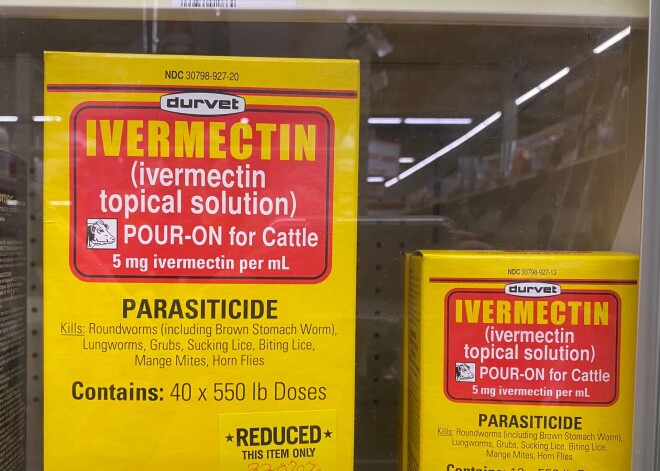 NDC 30798-927-20
durvet
IVERMECTIN
(ivermectin
topical solution)
POUR-ON for Cattle
5 mg ivermectin per mL
PARASITICIDE
Kills: Roundworms (including Brown Stomach Worm),
Lungworms, Grubs, Sucking Lice, Biting Lice,
Mange Mites, Horn Flies
Contains: 40 x 550 lb Doses
★REDUCED★
THIS ITEM ONLY
NDC 30798-927-13
durvet
IVERMECTIN
(ivermectin
topical solution)
POUR-ON for Cattle
5 mg ivermectin per mL
PARASITICIDE
Kills: Roundworms (including Brown Stomach Worm),
Lungworms, Grubs, Sucking Lice, Biting Lice,
Mange Mites, Horn Flies